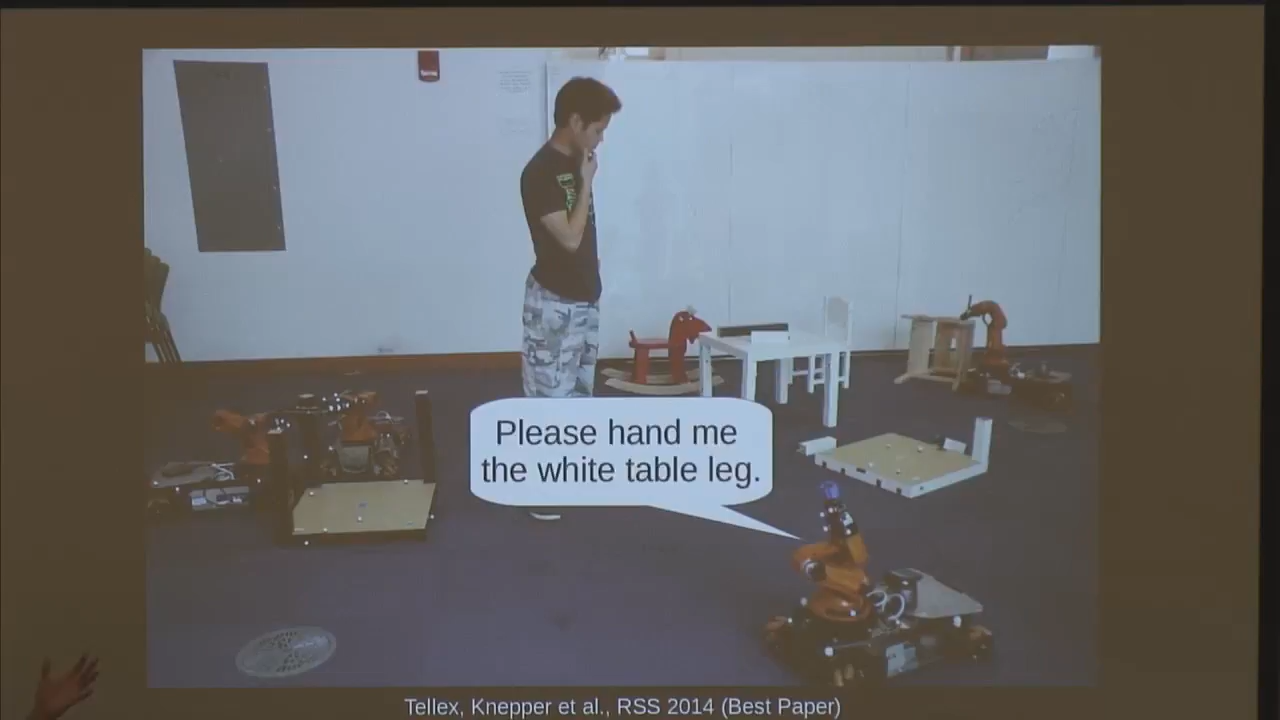 Please hand me
the white table leg.
Tellex, Knepper et al., RSS 2014 (Best Paper)